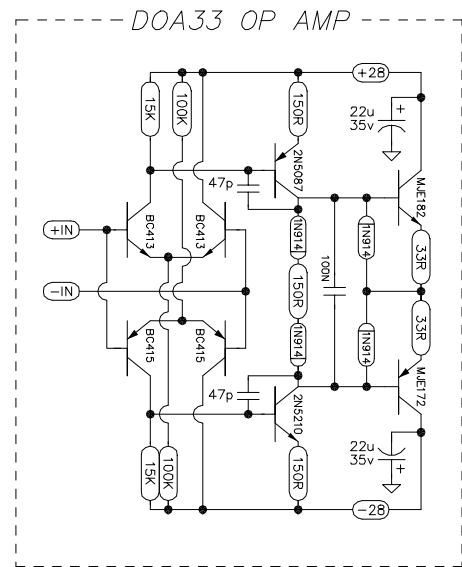 DOA33 OP AMP
+28
15K
100K
150R
22u
35v
2N5087
47p
MJE182
+IN
BC413
BC413
1N914
1N914
33R
150R
100N
-IN
BC415
BC415
1N914
1N914
33R
47p
2N5210
MJE172
22u
35v
15K
100K
150R
-28